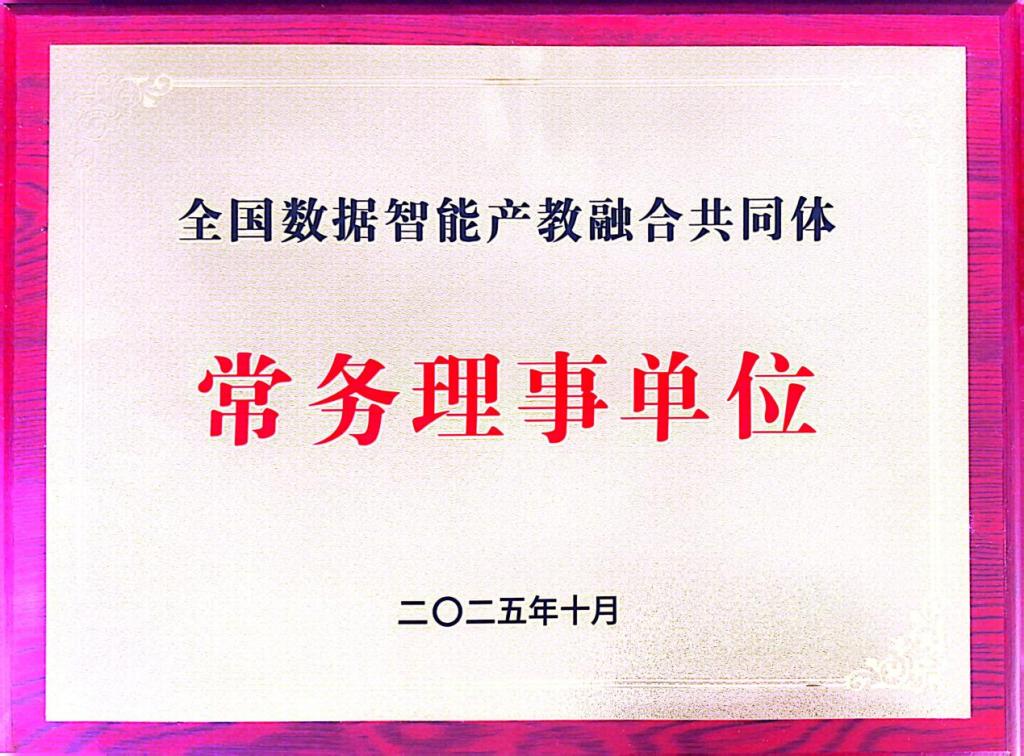 全国数据智能产教融合共同体
常务理事单位
二〇二五年十月